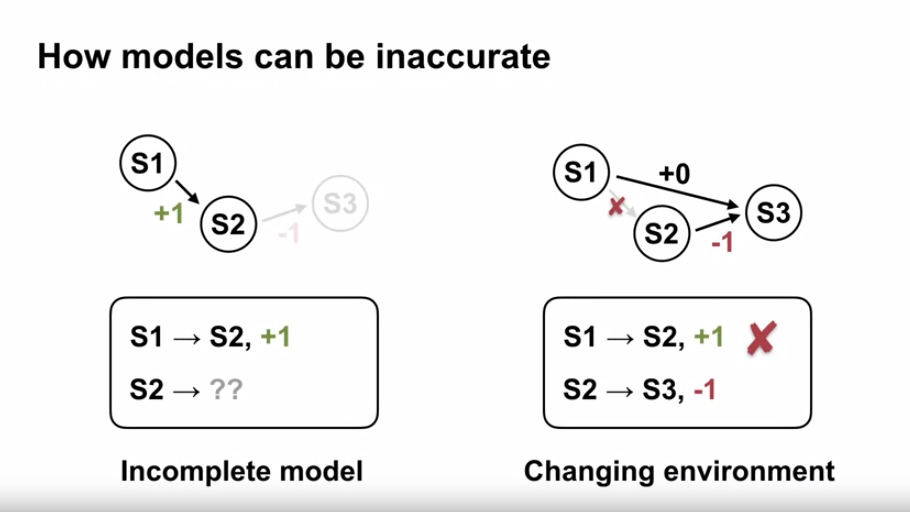 How models can be inaccurate
S1
+1
S2
S3
-1
S1 → S2, +1
S2 → ??
Incomplete model
S1
+0
✘
S2
S3
-1
S1 → S2, +1 ✘
S2 → S3, -1
Changing environment